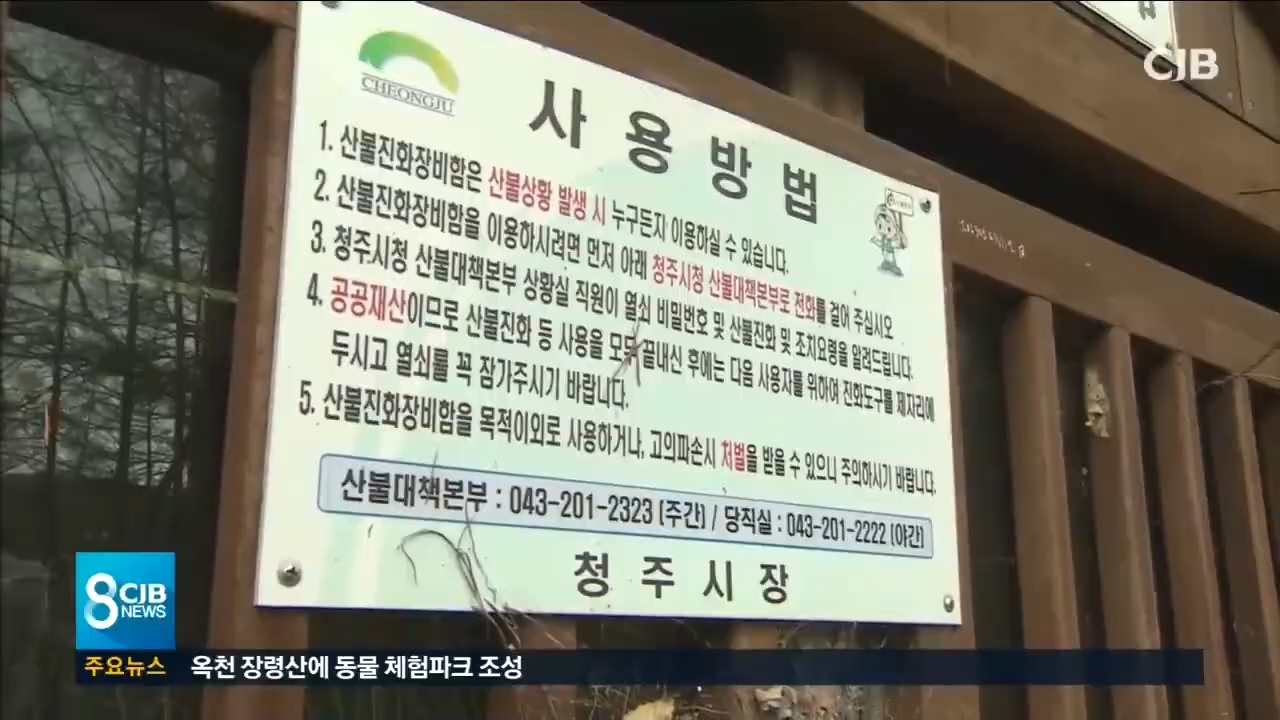 CJB
CHEONGJU
사용방법
1. 산불진화장비함은 산불상황 발생 시 누구든지 이용하실 수 있습니다.
2. 산불진화장비함을 이용하시려면 먼저 아래 청주시청 산불대책본부로 전화를 걸어 주십시오
3. 청주시청 산불대책본부 상황실 직원이 열쇠 비밀번호 및 산불진화 및 조치요령을 알려드립니다.
4. 공공재산이므로 산불진화 등 사용을 모두 끝내신 후에는 다음 사용자를 위하여 진화도구를 제자리에
두시고 열쇠를 꼭 잠가주시기 바랍니다.
5. 산불진화장비함을 목적이외로 사용하거나, 고의파손시 처벌을 받을 수 있으니 주의하시기 바랍니다.
산불대책본부 : 043-201-2323 (주간) / 당직실 : 043-201-2222 (야간)
청주시장
8 CJB NEWS
주요뉴스 옥천 장령산에 동물 체험파크 조성